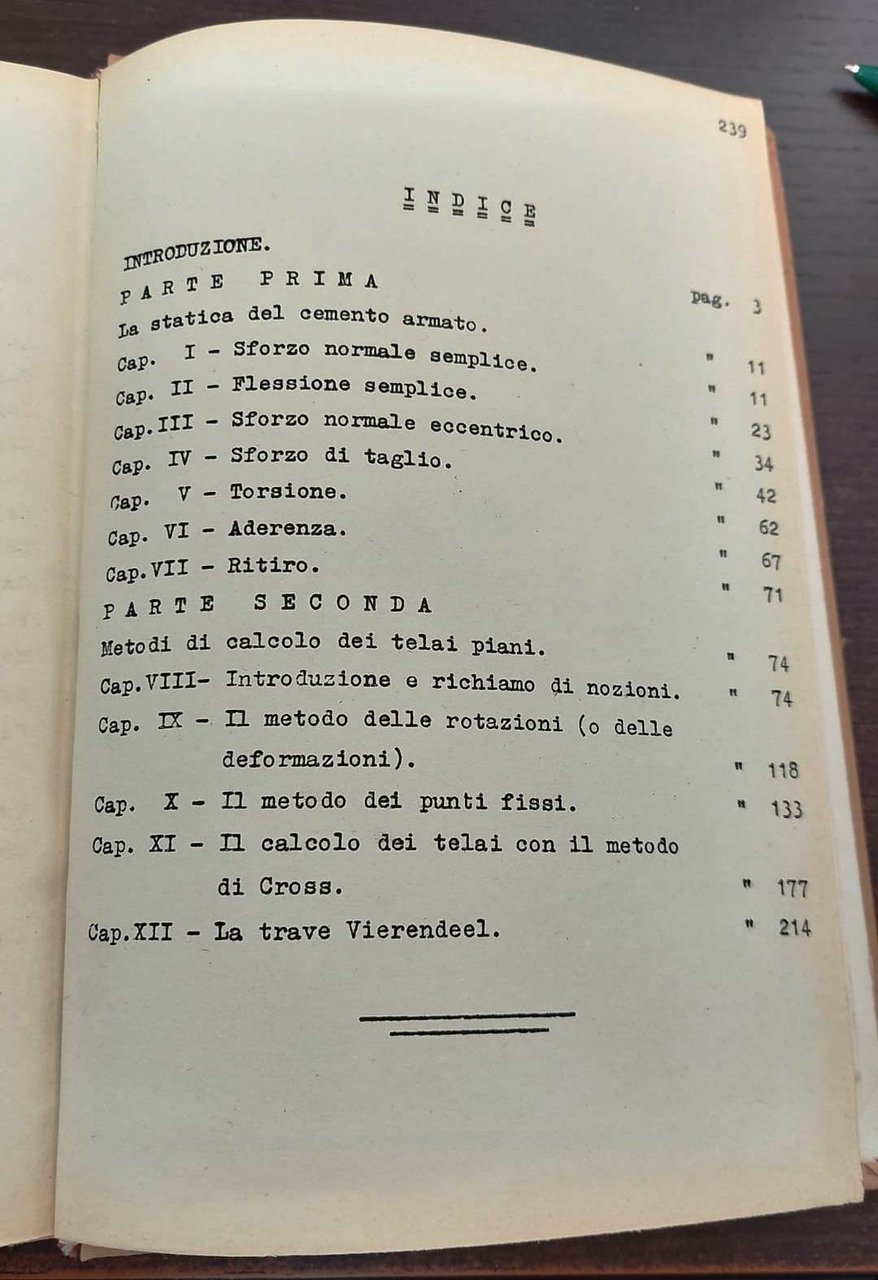 239
INDICE
INTRODUZIONE. pag. 3
PARTE PRIMA
La statica del cemento armato. " 11
Cap. I - Sforzo normale semplice. " 11
Cap. II - Flessione semplice. " 23
Cap.III - Sforzo normale eccentrico. " 34
Cap. IV - Sforzo di taglio. " 42
Cap. V - Torsione. " 62
Cap. VI - Aderenza. " 67
Cap.VII - Ritiro. " 71
PARTE SECONDA
Metodi di calcolo dei telai piani. " 74
Cap.VIII- Introduzione e richiamo di nozioni. " 74
Cap. IX - Il metodo delle rotazioni (o delle
deformazioni). " 118
Cap. X - Il metodo dei punti fissi. " 133
Cap. XI - Il calcolo dei telai con il metodo
di Cross. " 177
Cap.XII - La trave Vierendeel. " 214